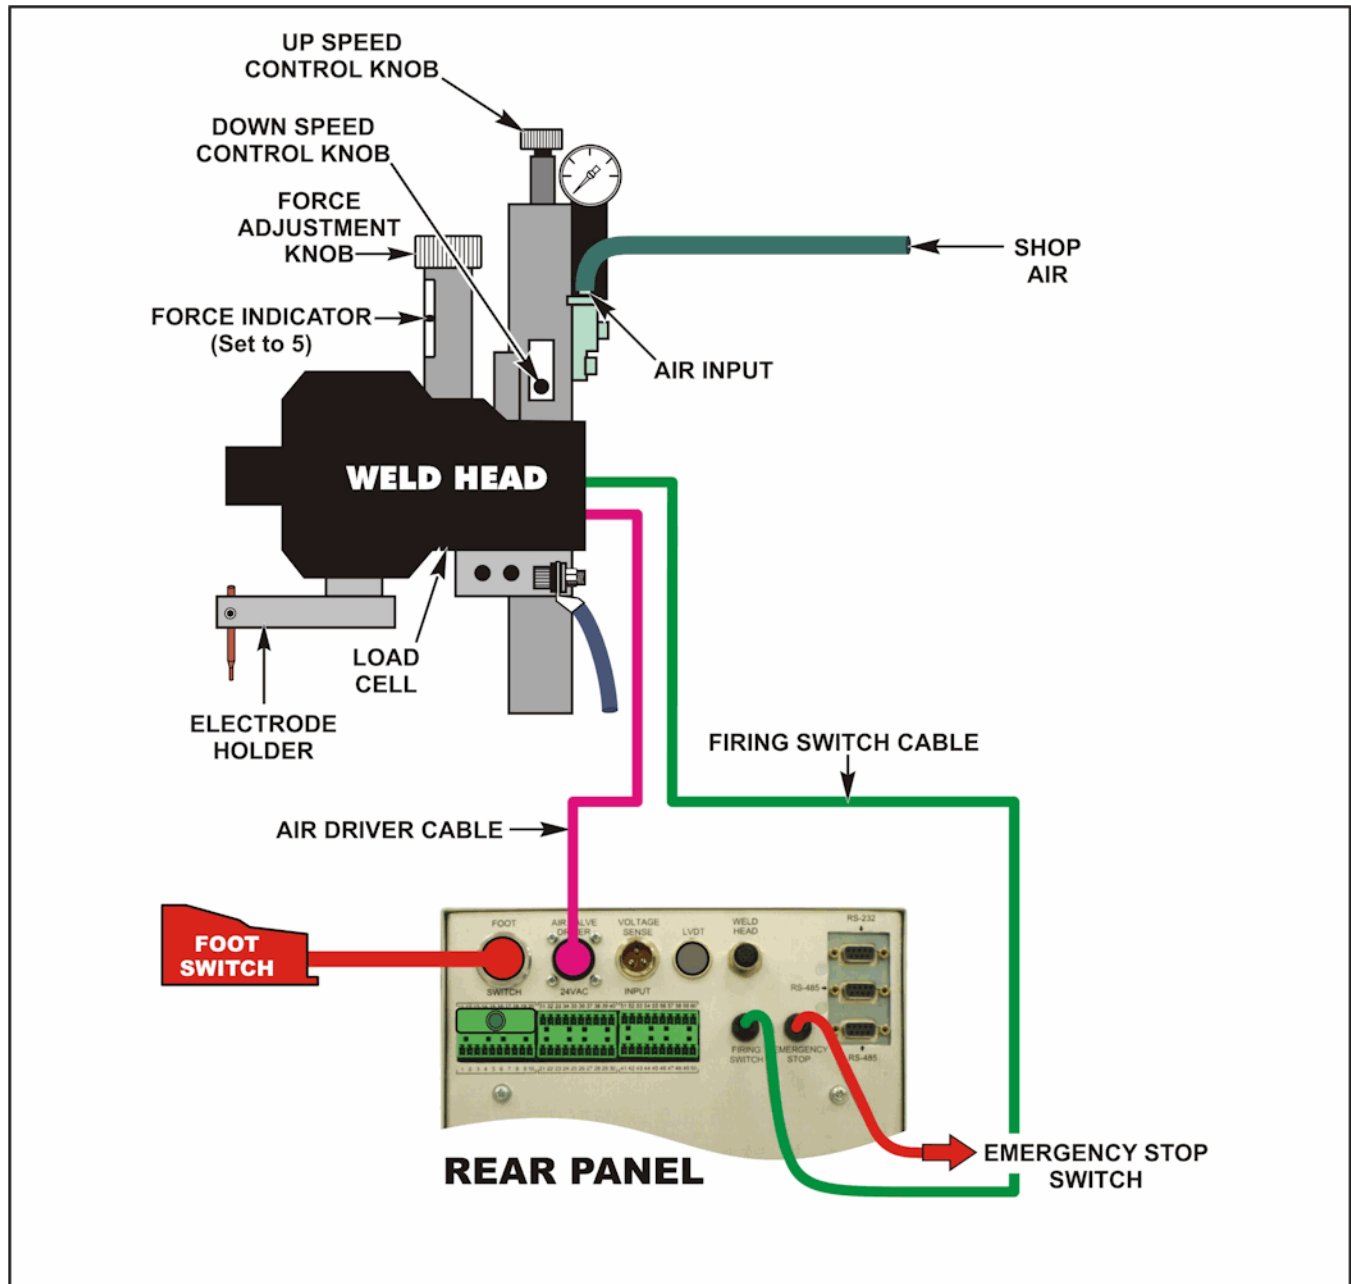 UP SPEED
CONTROL KNOB
DOWN SPEED
CONTROL KNOB
FORCE
ADJUSTMENT
KNOB
FORCE INDICATOR
(Set to 5)
SHOP
AIR
AIR INPUT
WELD HEAD
LOAD
CELL
ELECTRODE
HOLDER
FIRING SWITCH CABLE
AIR DRIVER CABLE
FOOT
SWITCH
FOOT
SWITCH
24VAC
VOLTAGE
SENSE
INPUT
LVDT
WELD
HEAD
RS-232
RS-485
RS-485
FIRING
SWITCH
EMERGENCY
STOP
REAR PANEL
EMERGENCY STOP
SWITCH